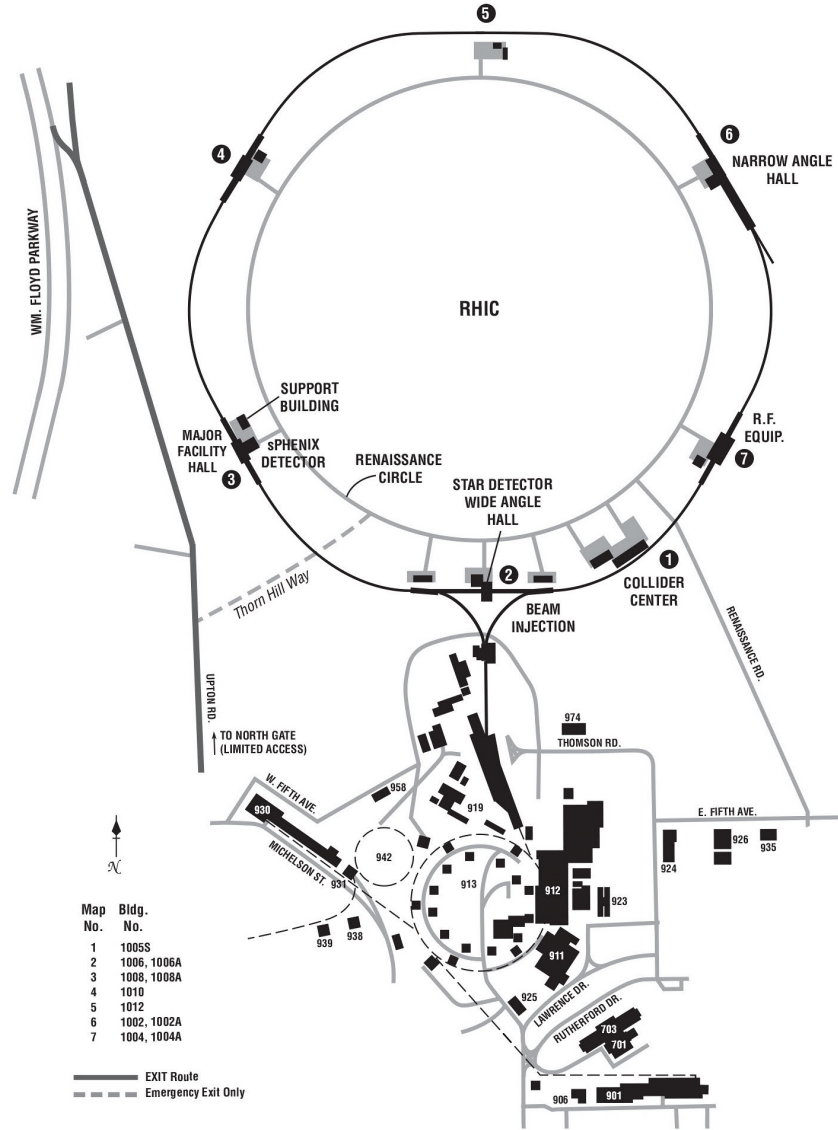 5
6
NARROW ANGLE
HALL
4
WM. FLOYD PARKWAY
RHIC
SUPPORT
BUILDING
MAJOR
FACILITY
HALL
sPHENIX
DETECTOR
3
RENAISSANCE
CIRCLE
R.F.
EQUIP.
7
STAR DETECTOR
WIDE ANGLE
HALL
2
1
COLLIDER
CENTER
BEAM
INJECTION
Thorn Hill Way
RENAISSANCE RD.
UPTON RD.
TO NORTH GATE
(LIMITED ACCESS)
974
THOMSON RD.
W. FIFTH AVE.
958
930
919
E. FIFTH AVE.
MICHELSON ST.
942
931
913
912
924
926
935
923
939
938
911
925
LAWRENCE DR.
RUTHERFORD DR.
703
701
906
901
N
Map Bldg.
No. No.
1 1005S
2 1006, 1006A
3 1008, 1008A
4 1010
5 1012
6 1002, 1002A
7 1004, 1004A
EXIT Route
Emergency Exit Only